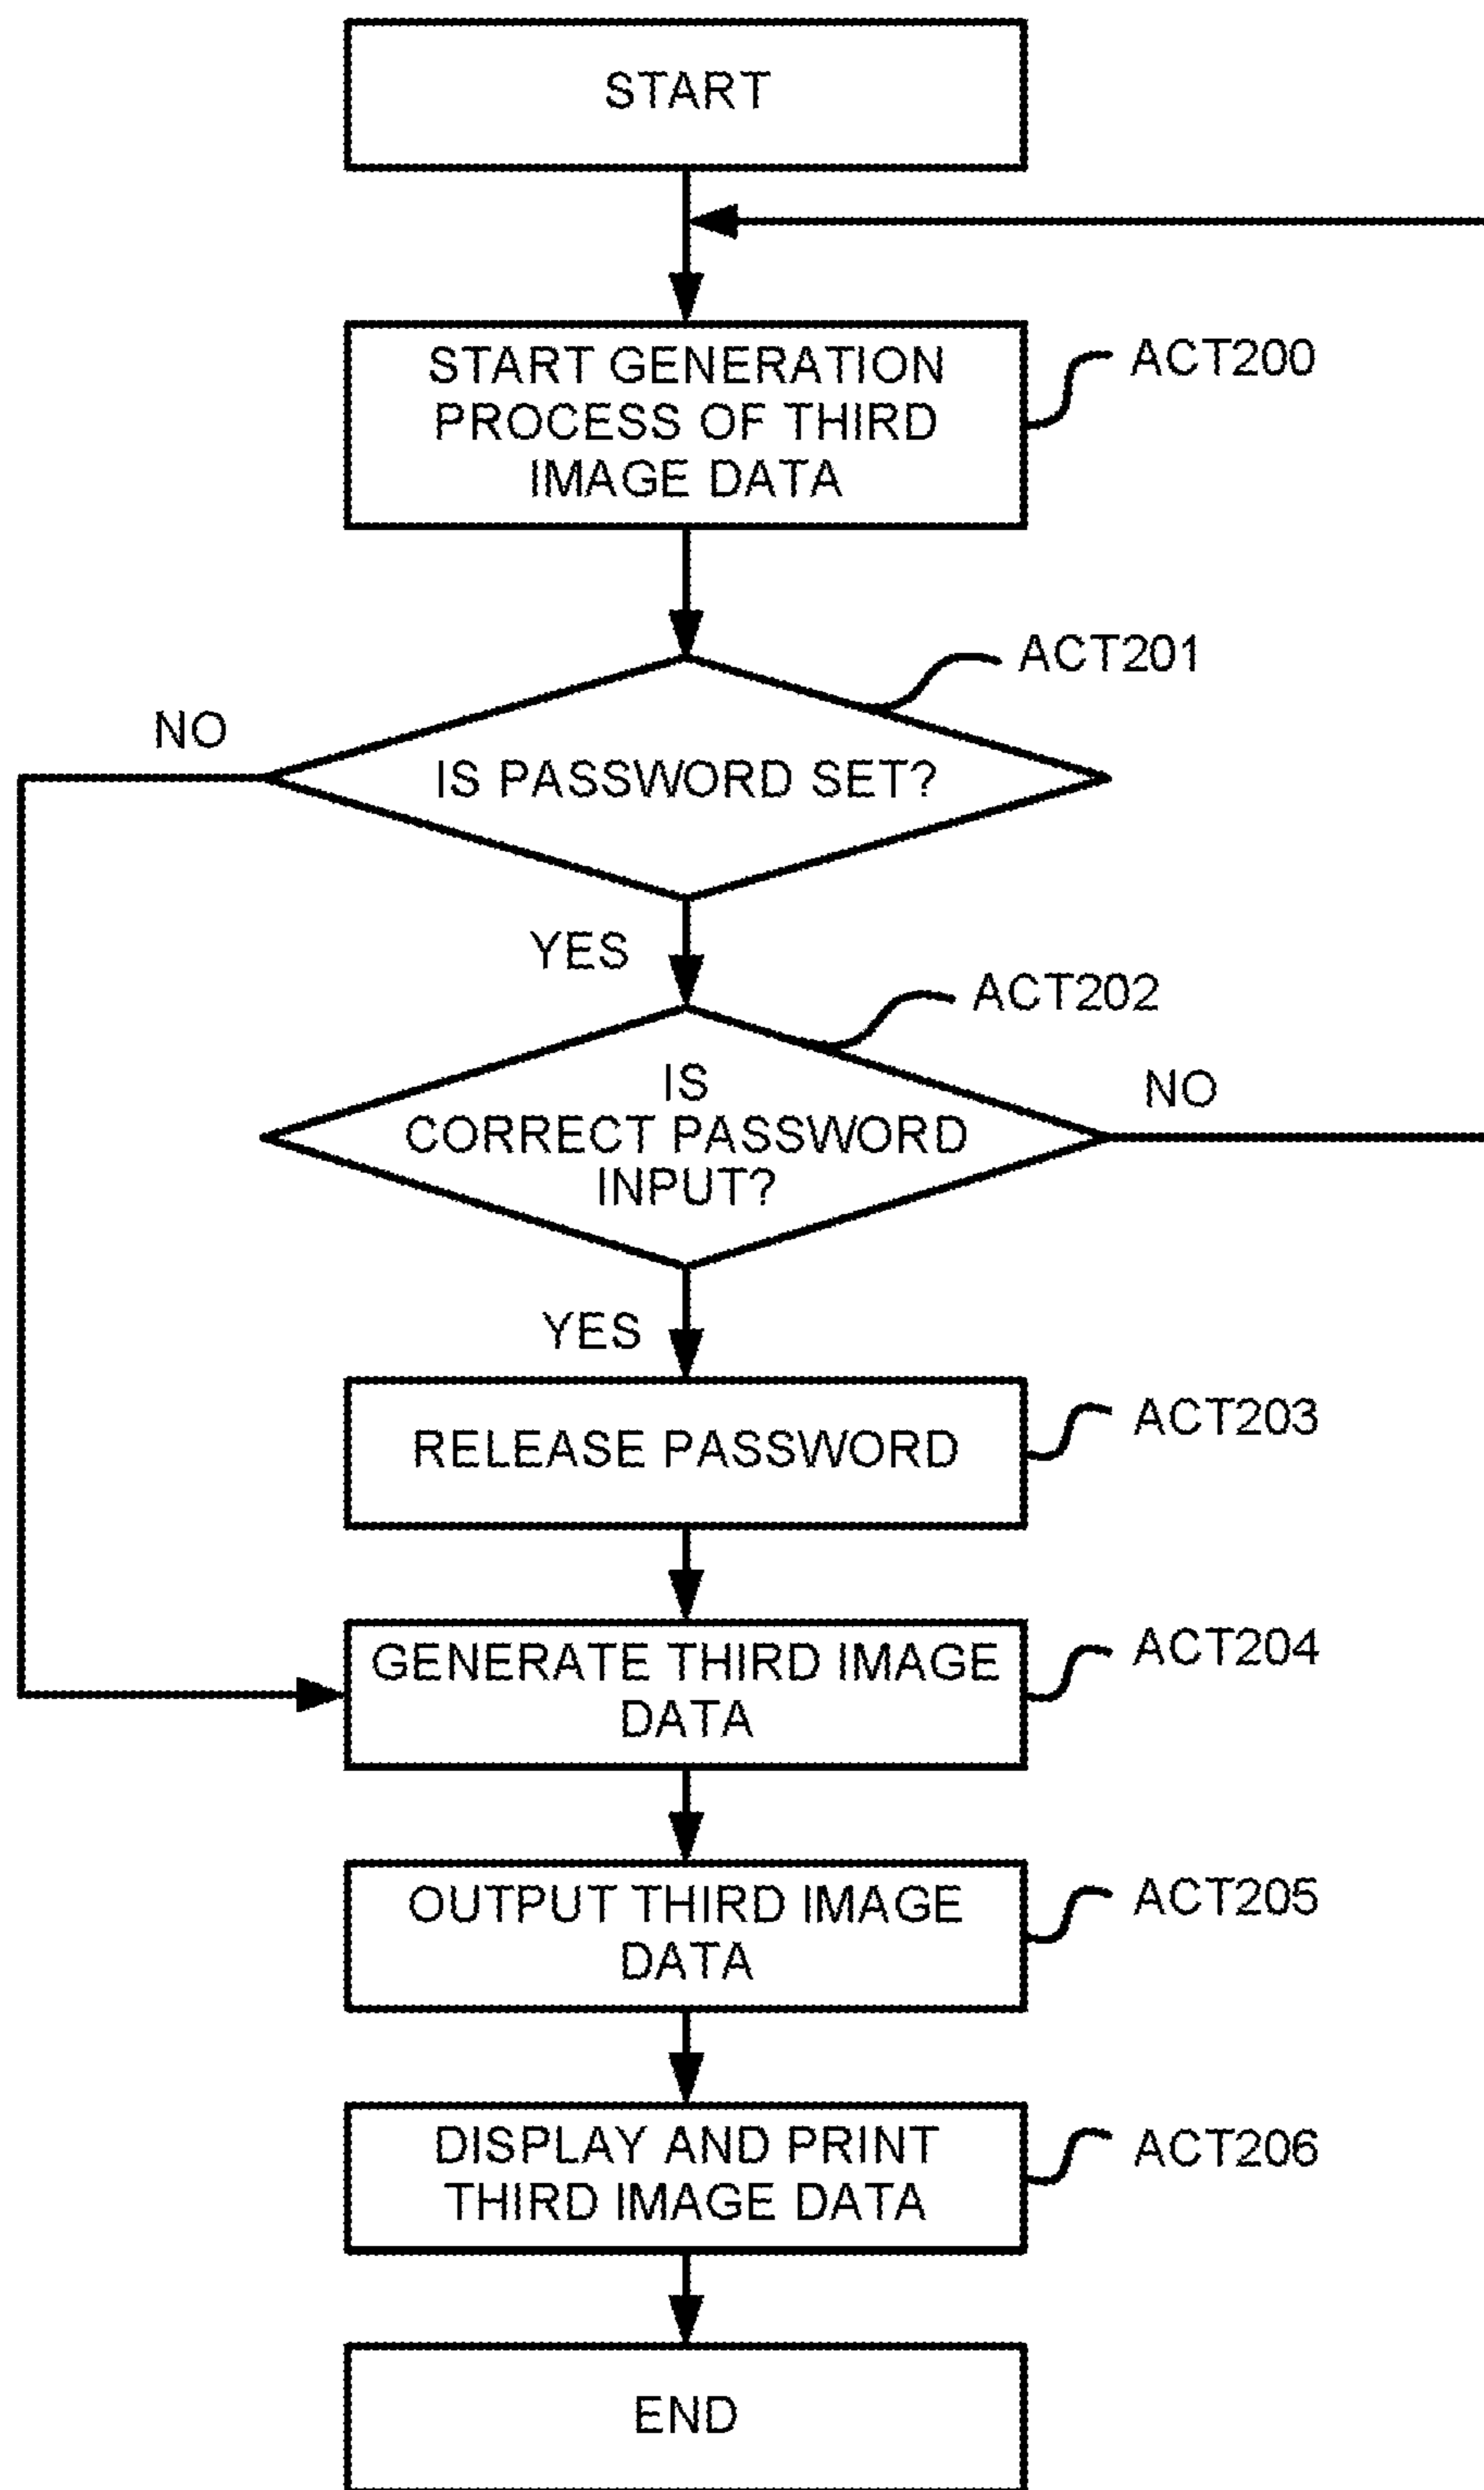 START
START GENERATION
PROCESS OF THIRD
IMAGE DATA
ACT200
ACT201
NO
IS PASSWORD SET?
YES
ACT202
IS
CORRECT PASSWORD
INPUT?
NO
YES
RELEASE PASSWORD
ACT203
GENERATE THIRD IMAGE
DATA
ACT204
OUTPUT THIRD IMAGE
DATA
ACT205
DISPLAY AND PRINT
THIRD IMAGE DATA
ACT206
END